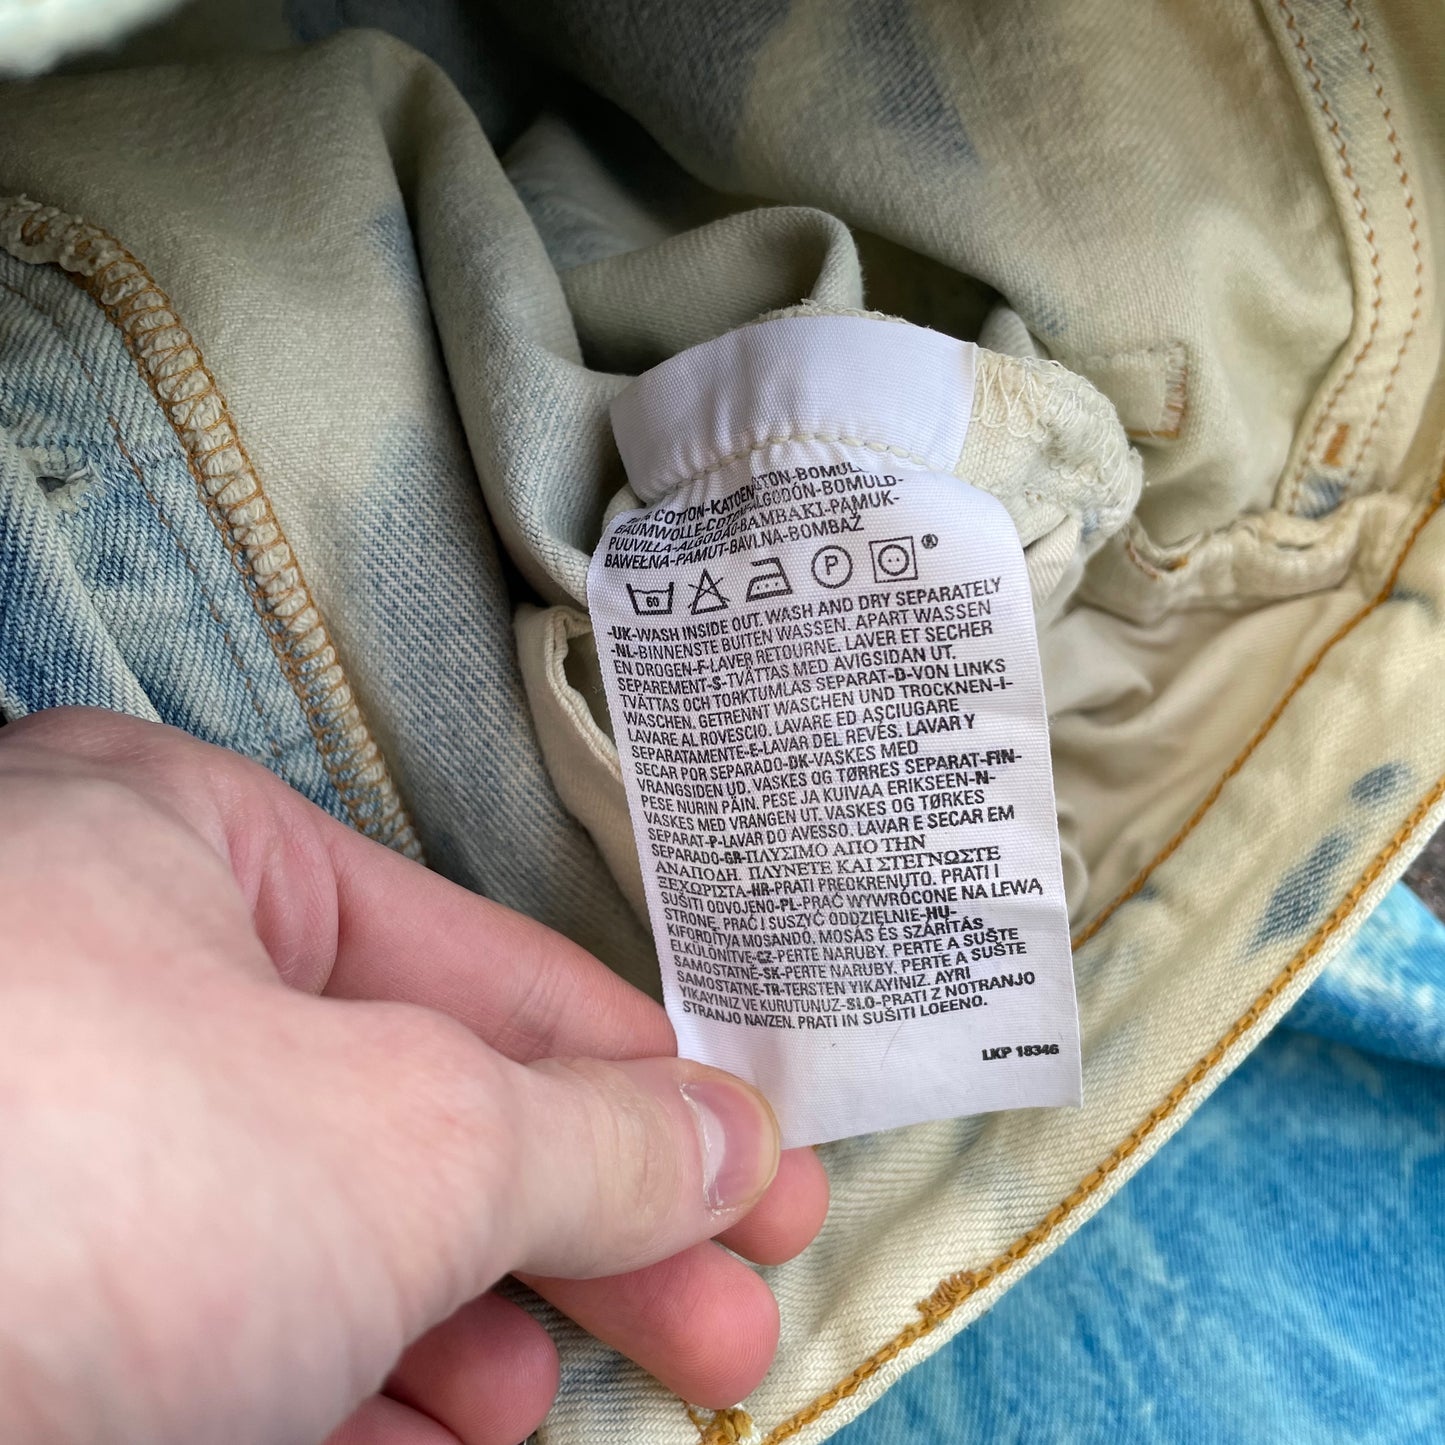 COTTON-KATOEN-COTON-BOMULL-
BAUMWOLLE-COTONE-ALGODÓN-BOMULD-
PUUVILLA-ALGODÃO-BAMBAKI-PAMUK-
BAWEŁNA-PAMUT-BAVLNA-BOMBAŽ
60 P ®
-UK-WASH INSIDE OUT. WASH AND DRY SEPARATELY
-NL-BINNENSTE BUITEN WASSEN. APART WASSEN
EN DROGEN-F-LAVER RETOURNE. LAVER ET SECHER
SEPAREMENT-S-TVÄTTAS MED AVIGSIDAN UT.
TVÄTTAS OCH TORKTUMLAS SEPARAT-D-VON LINKS
WASCHEN. GETRENNT WASCHEN UND TROCKNEN-I-
LAVARE AL ROVESCIO. LAVARE ED ASCIUGARE
SEPARATAMENTE-E-LAVAR DEL REVÉS. LAVAR Y
SECAR POR SEPARADO-DK-VASKES MED
VRANGSIDEN UD. VASKES OG TØRRES SEPARAT-FIN-
PESE NURIN PÄIN. PESE JA KUIVAA ERIKSEEN-N-
VASKES MED VRANGEN UT. VASKES OG TØRKES
SEPARAT-P-LAVAR DO AVESSO. LAVAR E SECAR EM
SEPARADO-GR-ΠΛΥΣΙΜΟ ΑΠΟ ΤΗΝ
ΑΝΑΠΟΔΗ. ΠΛΥΝΕΤΕ ΚΑΙ ΣΤΕΓΝΩΣΤΕ
ΞΕΧΩΡΙΣΤΑ-HR-PRATI PREOKRENUTO. PRATI I
SUŠITI ODVOJENO-PL-PRAĆ WYWRÓCONE NA LEWĄ
STRONĘ. PRAĆ I SUSZYĆ ODDZIELNIE-HU-
KIFORDÍTVA MOSANDÓ. MOSÁS ÉS SZÁRÍTÁS
ELKÜLÖNÍTVE-CZ-PERTE NARUBY. PERTE A SUŠTE
SAMOSTATNĚ-SK-PERTE NARUBY. PERTE A SUŠTE
SAMOSTATNE-TR-TERSTEN YIKAYINIZ. AYRI
YIKAYINIZ VE KURUTUNUZ-SLO-PRATI Z NOTRANJO
STRANJO NAVZEN. PRATI IN SUŠITI LOEENO.
LKP 18346